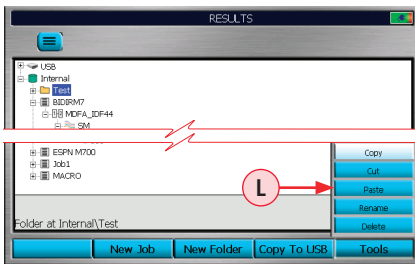 RESULTS
USB
Internal
Test
BIDIRM7
MDFA_IDF44
SM
ESPN M700
Job1
MACRO
Copy
Cut
L
Paste
Rename
Folder at Internal\Test
Delete
New Job
New Folder
Copy To USB
Tools